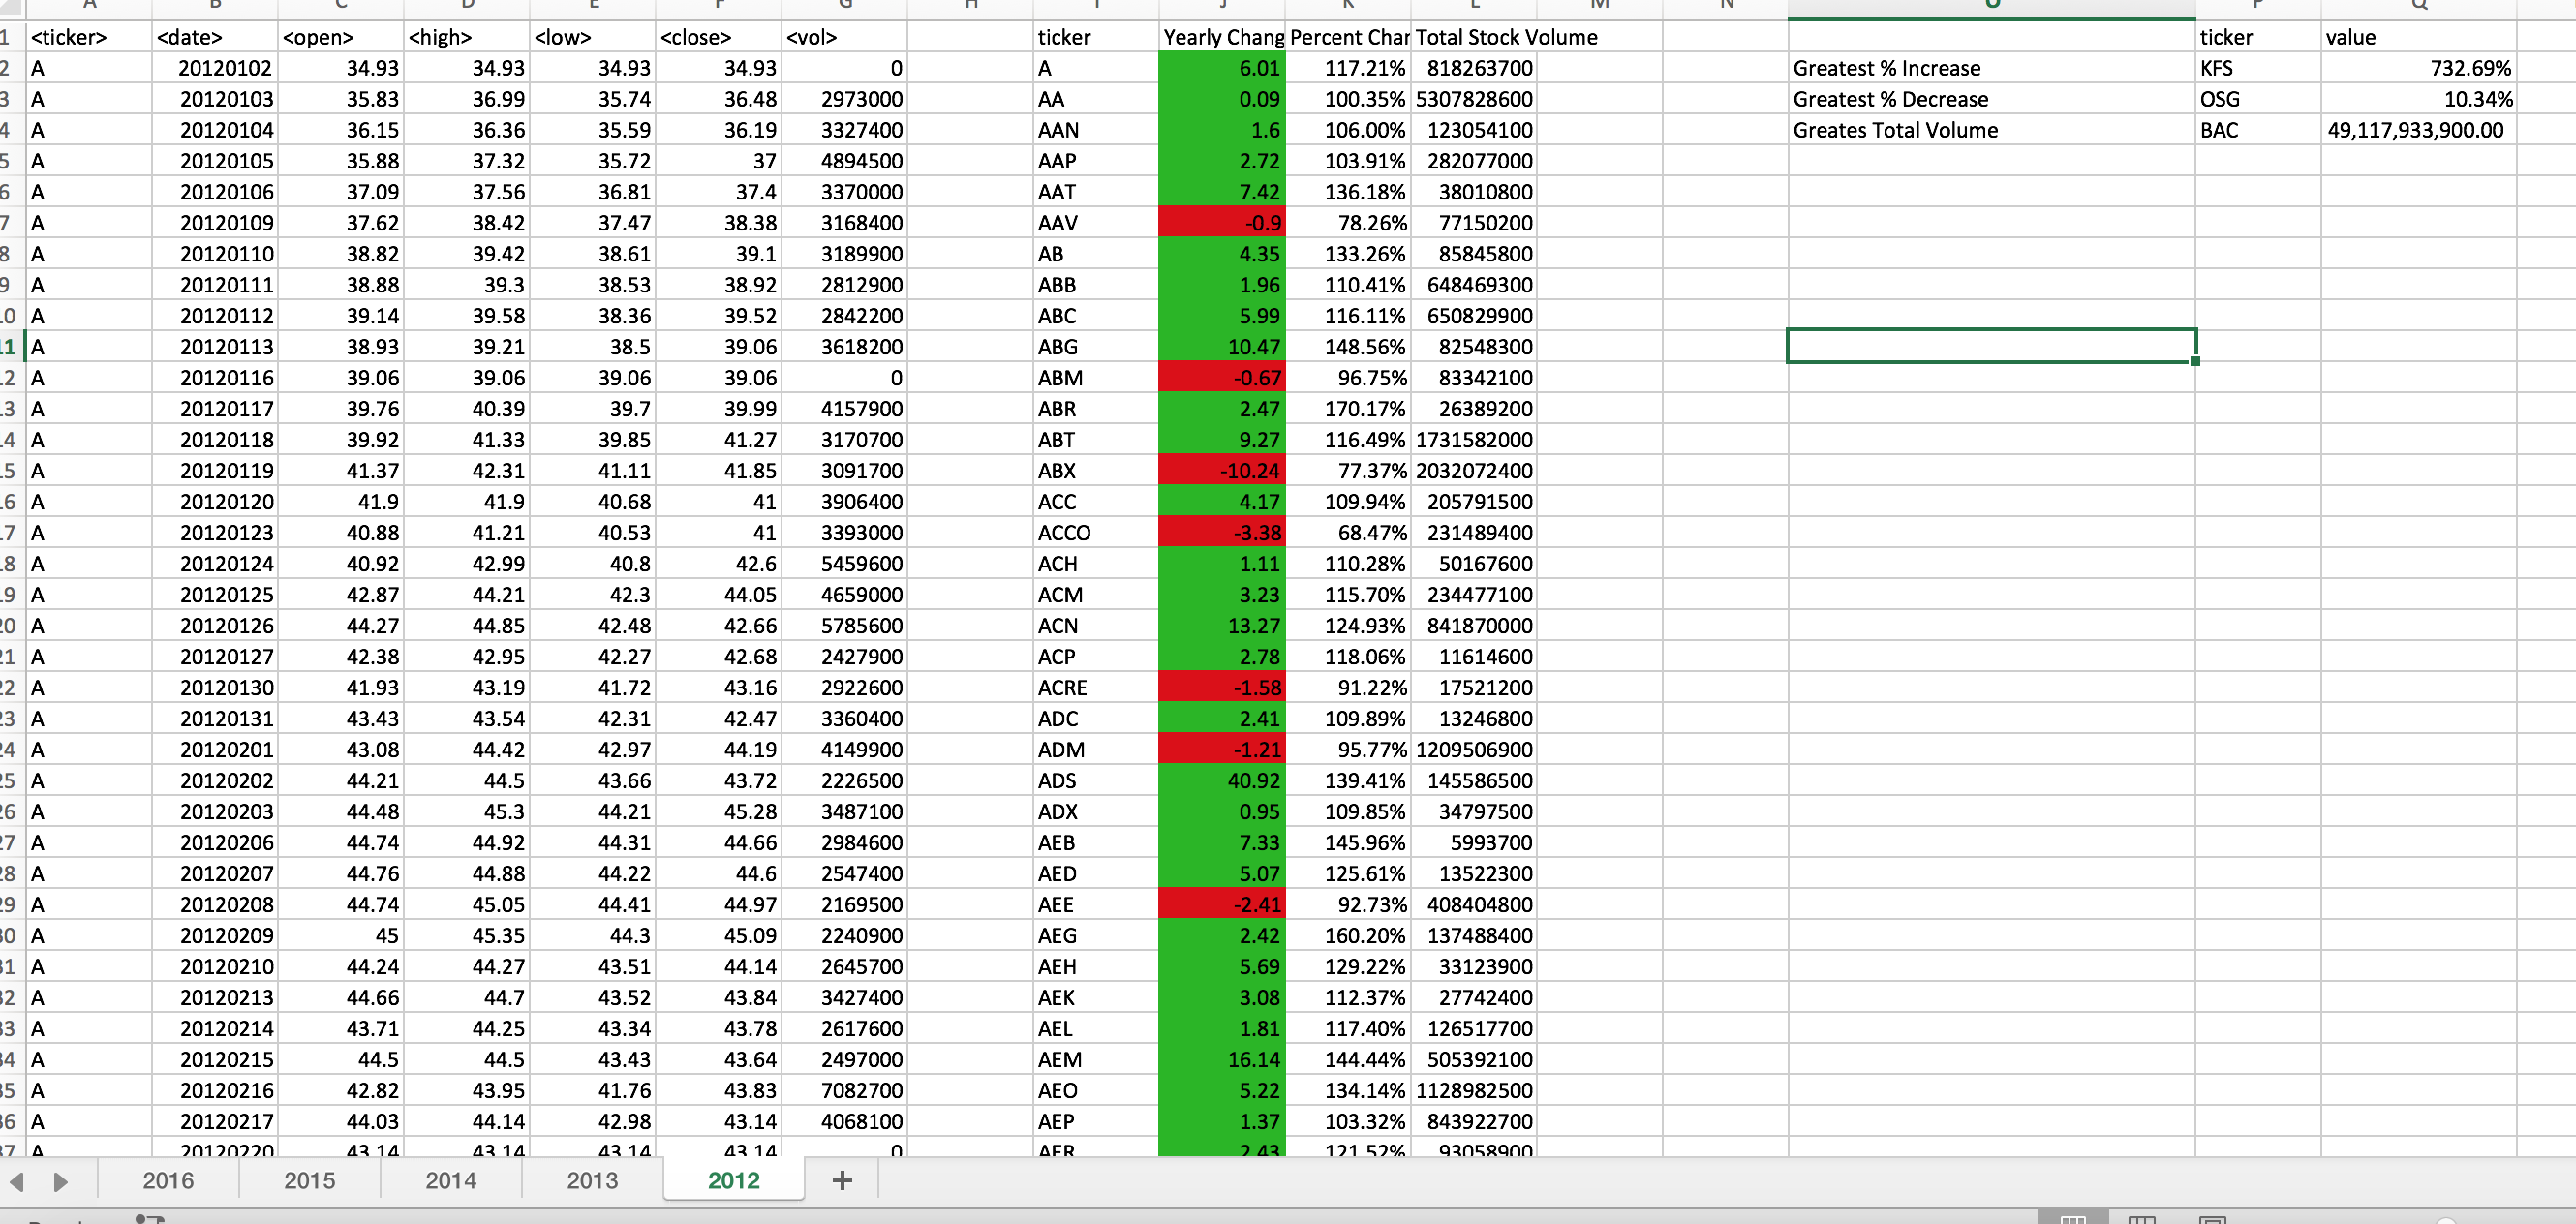 A B C D E F G H I J K L M N O P Q
1 <ticker> <date> <open> <high> <low> <close> <vol> ticker Yearly Chang Percent Char Total Stock Volume ticker value
2 A 20120102 34.93 34.93 34.93 34.93 0 A 6.01 117.21% 818263700 Greatest % Increase KFS 732.69%
3 A 20120103 35.83 36.99 35.74 36.48 2973000 AA 0.09 100.35% 5307828600 Greatest % Decrease OSG 10.34%
4 A 20120104 36.15 36.36 35.59 36.19 3327400 AAN 1.6 106.00% 123054100 Greates Total Volume BAC 49,117,933,900.00
5 A 20120105 35.88 37.32 35.72 37 4894500 AAP 2.72 103.91% 282077000
6 A 20120106 37.09 37.56 36.81 37.4 3370000 AAT 7.42 136.18% 38010800
7 A 20120109 37.62 38.42 37.47 38.38 3168400 AAV -0.9 78.26% 77150200
8 A 20120110 38.82 39.42 38.61 39.1 3189900 AB 4.35 133.26% 85845800
9 A 20120111 38.88 39.3 38.53 38.92 2812900 ABB 1.96 110.41% 648469300
10 A 20120112 39.14 39.58 38.36 39.52 2842200 ABC 5.99 116.11% 650829900
11 A 20120113 38.93 39.21 38.5 39.06 3618200 ABG 10.47 148.56% 82548300
12 A 20120116 39.06 39.06 39.06 39.06 0 ABM -0.67 96.75% 83342100
13 A 20120117 39.76 40.39 39.7 39.99 4157900 ABR 2.47 170.17% 26389200
14 A 20120118 39.92 41.33 39.85 41.27 3170700 ABT 9.27 116.49% 1731582000
15 A 20120119 41.37 42.31 41.11 41.85 3091700 ABX -10.24 77.37% 2032072400
16 A 20120120 41.9 41.9 40.68 41 3906400 ACC 4.17 109.94% 205791500
17 A 20120123 40.88 41.21 40.53 41 3393000 ACCO -3.38 68.47% 231489400
18 A 20120124 40.92 42.99 40.8 42.6 5459600 ACH 1.11 110.28% 50167600
19 A 20120125 42.87 44.21 42.3 44.05 4659000 ACM 3.23 115.70% 234477100
20 A 20120126 44.27 44.85 42.48 42.66 5785600 ACN 13.27 124.93% 841870000
21 A 20120127 42.38 42.95 42.27 42.68 2427900 ACP 2.78 118.06% 11614600
22 A 20120130 41.93 43.19 41.72 43.16 2922600 ACRE -1.58 91.22% 17521200
23 A 20120131 43.43 43.54 42.31 42.47 3360400 ADC 2.41 109.89% 13246800
24 A 20120201 43.08 44.42 42.97 44.19 4149900 ADM -1.21 95.77% 1209506900
25 A 20120202 44.21 44.5 43.66 43.72 2226500 ADS 40.92 139.41% 145586500
26 A 20120203 44.48 45.3 44.21 45.28 3487100 ADX 0.95 109.85% 34797500
27 A 20120206 44.74 44.92 44.31 44.66 2984600 AEB 7.33 145.96% 5993700
28 A 20120207 44.76 44.88 44.22 44.6 2547400 AED 5.07 125.61% 13522300
29 A 20120208 44.74 45.05 44.41 44.97 2169500 AEE -2.41 92.73% 408404800
30 A 20120209 45 45.35 44.3 45.09 2240900 AEG 2.42 160.20% 137488400
31 A 20120210 44.24 44.27 43.51 44.14 2645700 AEH 5.69 129.22% 33123900
32 A 20120213 44.66 44.7 43.52 43.84 3427400 AEK 3.08 112.37% 27742400
33 A 20120214 43.71 44.25 43.34 43.78 2617600 AEL 1.81 117.40% 126517700
34 A 20120215 44.5 44.5 43.43 43.64 2497000 AEM 16.14 144.44% 505392100
35 A 20120216 42.82 43.95 41.76 43.83 7082700 AEO 5.22 134.14% 1128982500
36 A 20120217 44.03 44.14 42.98 43.14 4068100 AEP 1.37 103.32% 843922700
37 A 20120220 43.14 43.14 43.14 43.14 0 AER 2.43 121.52% 93058900
2016 2015 2014 2013 2012 +